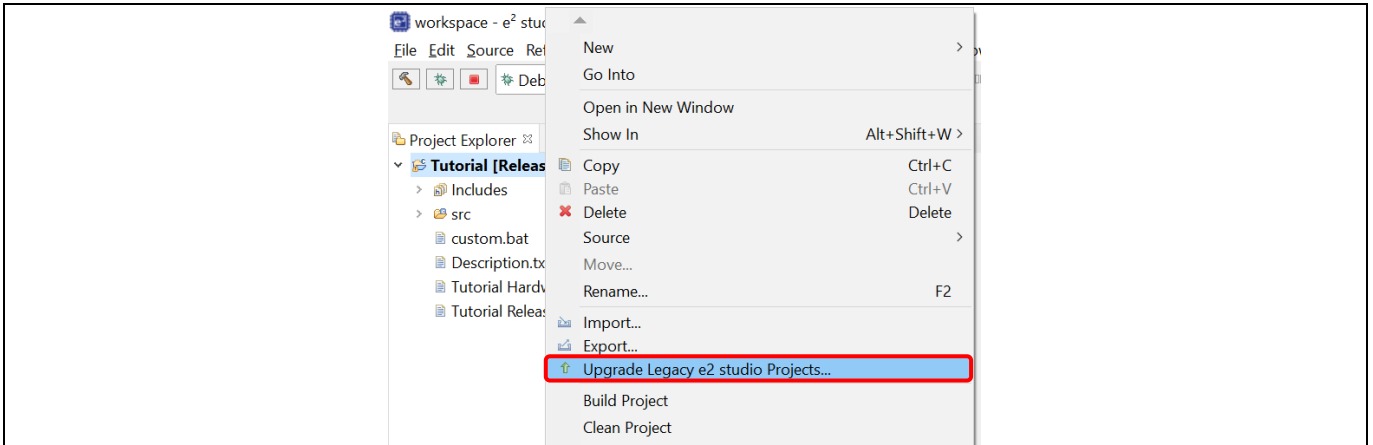 workspace - e² stud
File Edit Source Ref
Deb
Project Explorer
Tutorial [Releas
Includes
src
custom.bat
Description.tx
Tutorial Hardw
Tutorial Releas
New
Go Into
Open in New Window
Show In Alt+Shift+W
Copy Ctrl+C
Paste Ctrl+V
Delete Delete
Source
Move...
Rename... F2
Import...
Export...
Upgrade Legacy e2 studio Projects...
Build Project
Clean Project